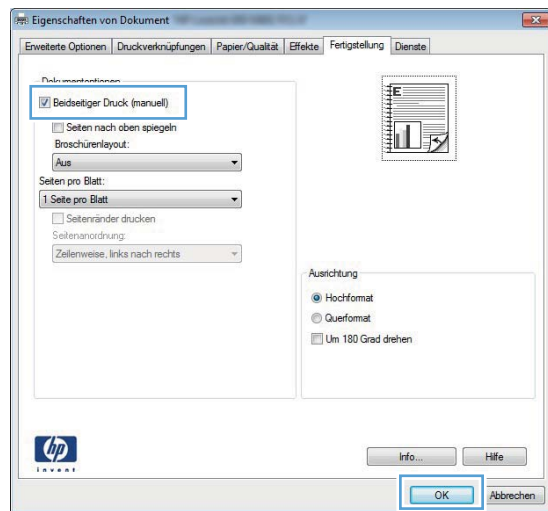 Eigenschaften von Dokument
Erweiterte Optionen Druckverknüpfungen Papier/Qualität Effekte Fertigstellung Dienste
Dokumentoptionen
Beidseitiger Druck (manuell)
Seiten nach oben spiegeln
Broschürenlayout:
Aus
Seiten pro Blatt:
1 Seite pro Blatt
Seitenränder drucken
Seitenanordnung:
Zeilenweise, links nach rechts
E
Ausrichtung
Hochformat
Querformat
Um 180 Grad drehen
hp
invent
Info... Hilfe
OK Abbrechen